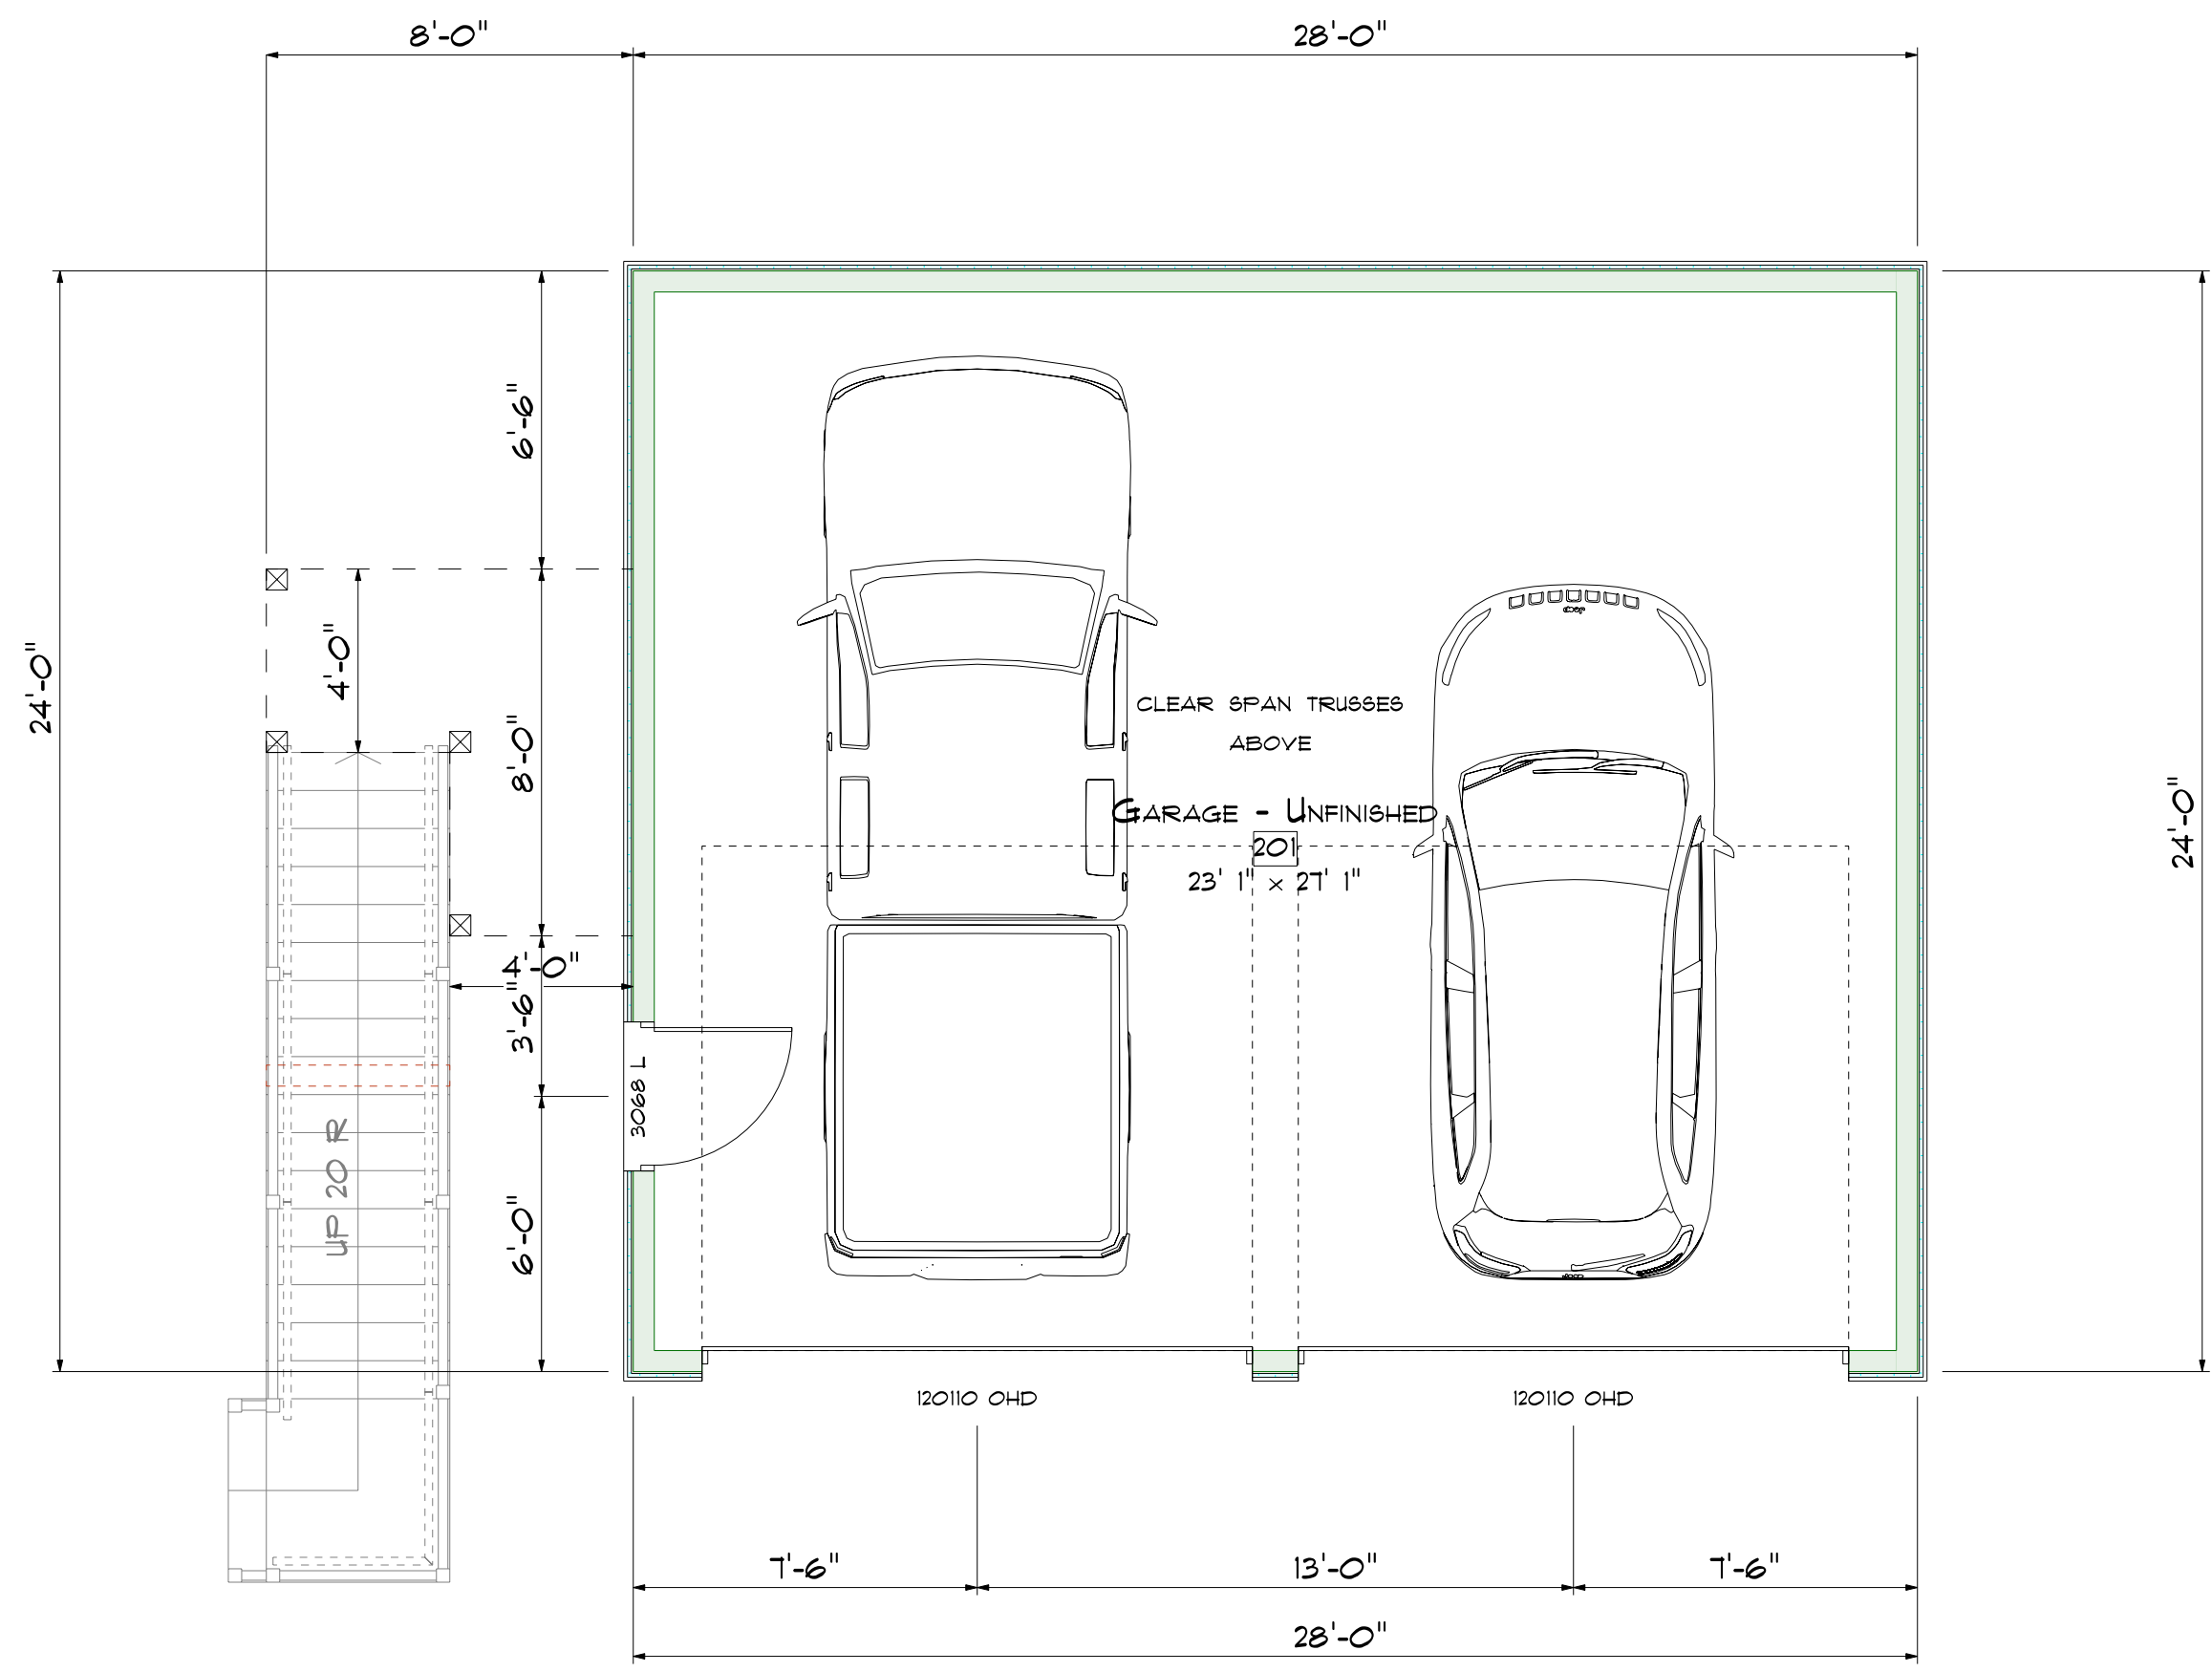 8'-0"
28'-0"
6'-6"
24'-0"
4'-0"
8'-0"
CLEAR SPAN TRUSSES
ABOVE
GARAGE - UNFINISHED
201
23' 1" x 27' 1"
24'-0"
4'-0"
3'-6"
3068 L
UP 20 R
6'-0"
120110 OHD
120110 OHD
7'-6"
13'-0"
7'-6"
28'-0"